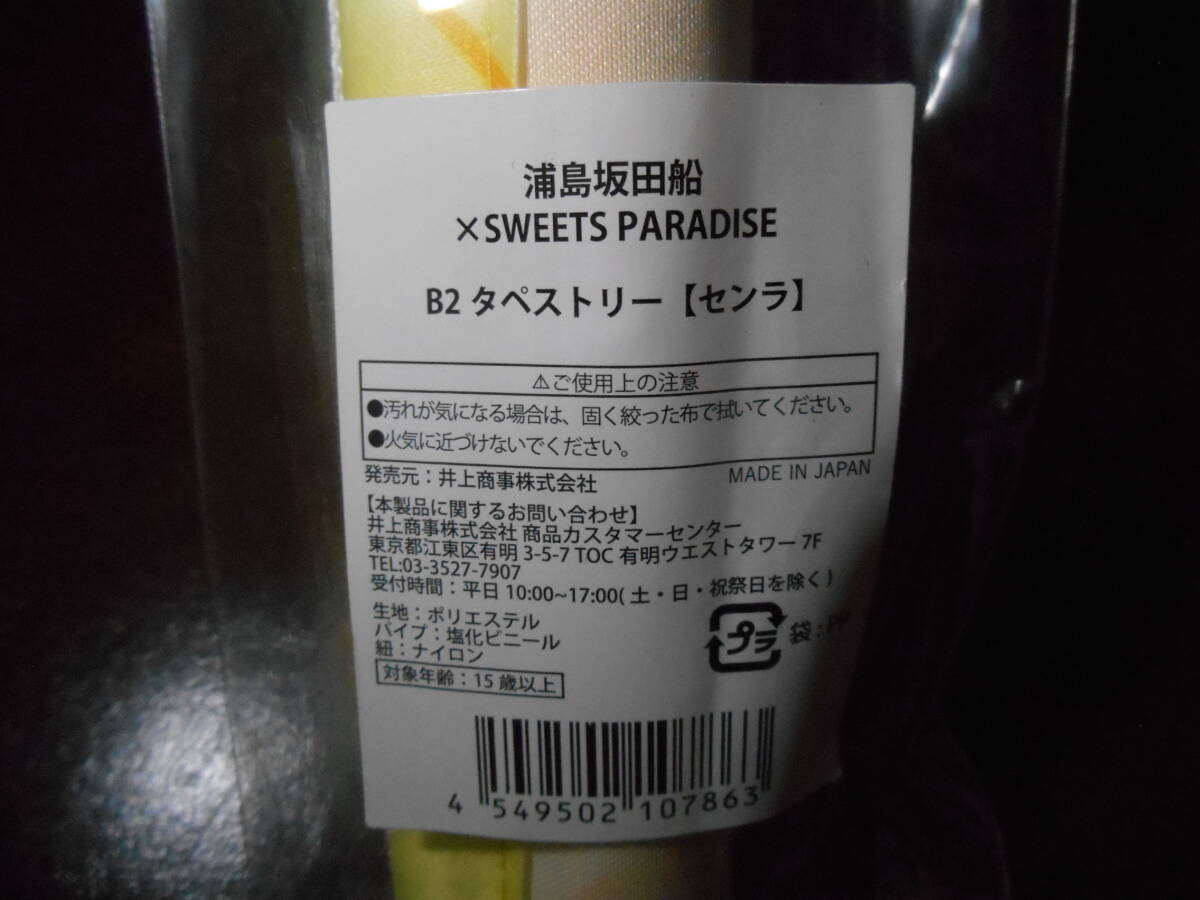 浦島坂田船
×SWEETS PARADISE
B2 タペストリー【センラ】
⚠ご使用上の注意
●汚れが気になる場合は、固く絞った布で拭いてください。
●火気に近づけないでください。
発売元：井上商事株式会社
MADE IN JAPAN
【本製品に関するお問い合わせ】
井上商事株式会社 商品カスタマーセンター
東京都江東区有明 3-5-7 TOC 有明ウエストタワー 7F
TEL:03-3527-7907
受付時間：平日 10:00~17:00( 土・日・祝祭日を除く )
生地：ポリエステル
パイプ：塩化ビニール
紐：ナイロン
プラ
袋：PP
対象年齢：15 歳以上
4 549502 107863